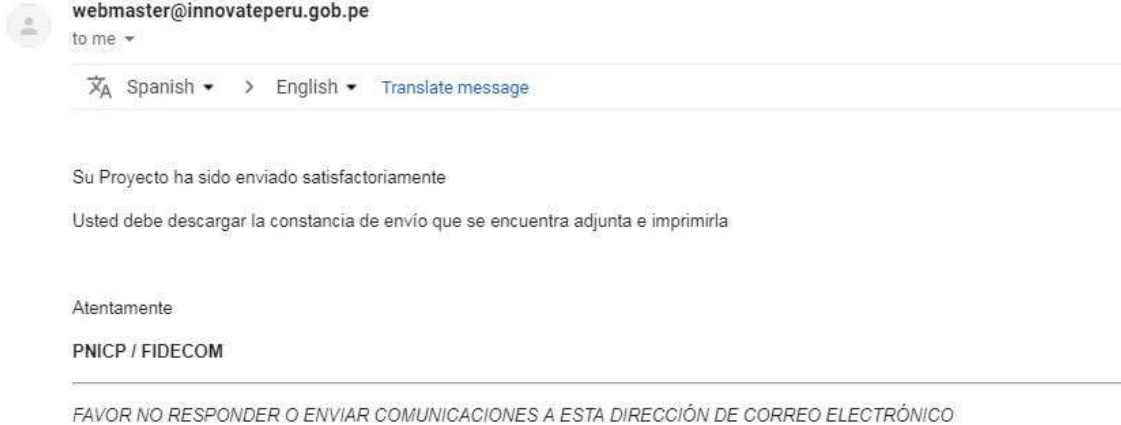 webmaster@innovateperu.gob.pe
to me
Spanish > English Translate message
Su Proyecto ha sido enviado satisfactoriamente
Usted debe descargar la constancia de envío que se encuentra adjunta e imprimirla
Atentamente
PNICP / FIDECOM
FAVOR NO RESPONDER O ENVIAR COMUNICACIONES A ESTA DIRECCIÓN DE CORREO ELECTRÓNICO